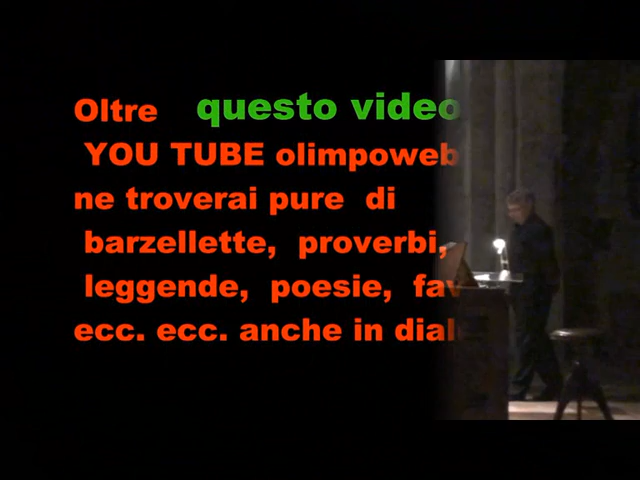 Oltre questo video
YOU TUBE olimpoweb
ne troverai pure di
barzellette, proverbi,
leggende, poesie,
ecc. ecc. anche in